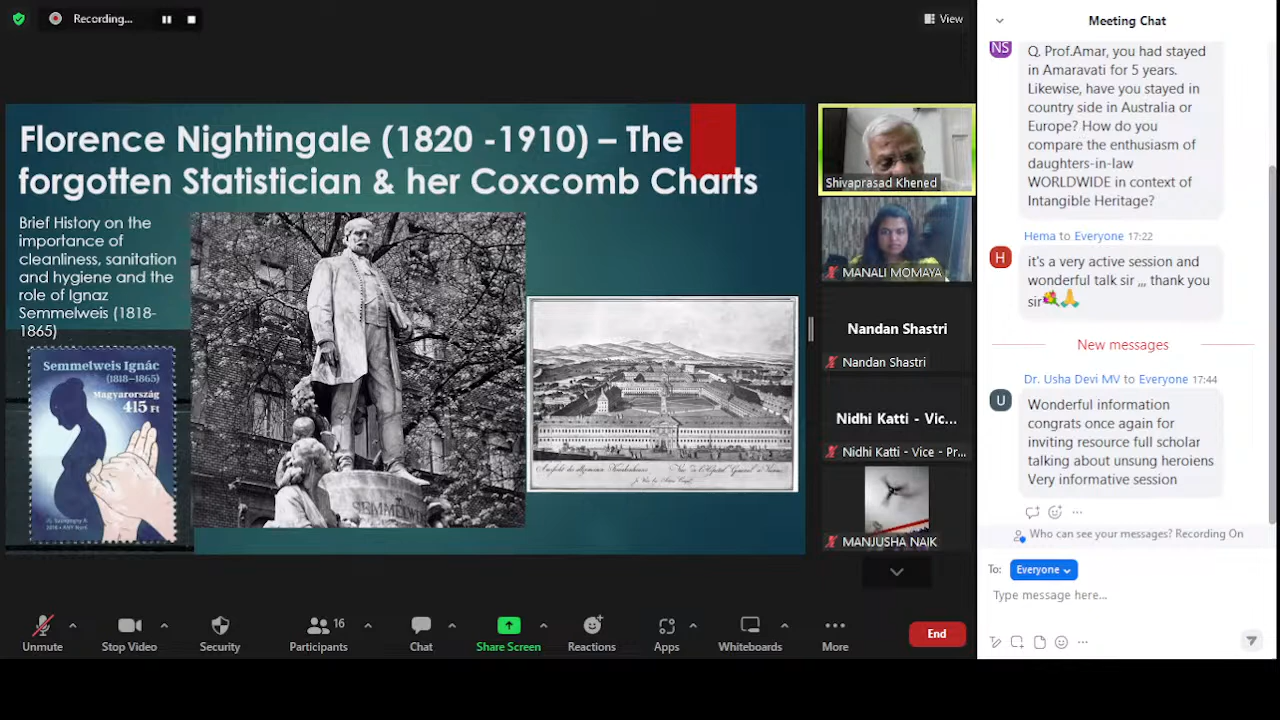 Recording...
View
Florence Nightingale (1820 -1910) – The
forgotten Statistician & her Coxcomb Charts
Brief History on the
importance of
cleanliness, sanitation
and hygiene and the
role of Ignaz
Semmelweis (1818-
1865)
Semmelweis Ignác
(1818–1865)
Magyarország
415 Ft
SEMMELWEIS
Shivaprasad Khened
MANALI MOMAYA
Nandan Shastri
Nandan Shastri
Nidhi Katti - Vic...
Nidhi Katti - Vice - Pr...
MANJUSHA NAIK
Unmute
Stop Video
Security
16
Participants
Chat
Share Screen
Reactions
Apps
Whiteboards
More
End
Meeting Chat
NS
Q. Prof.Amar, you had stayed
in Amaravati for 5 years.
Likewise, have you stayed in
country side in Australia or
Europe? How do you
compare the enthusiasm of
daughters-in-law
WORLDWIDE in context of
Intangible Heritage?
Hema to Everyone 17:22
H
it's a very active session and
wonderful talk sir ,,, thank you
sir💐🙏
New messages
Dr. Usha Devi MV to Everyone 17:44
U
Wonderful information
congrats once again for
inviting resource full scholar
talking about unsung heroiens
Very informative session
Who can see your messages? Recording On
To: Everyone
Type message here...